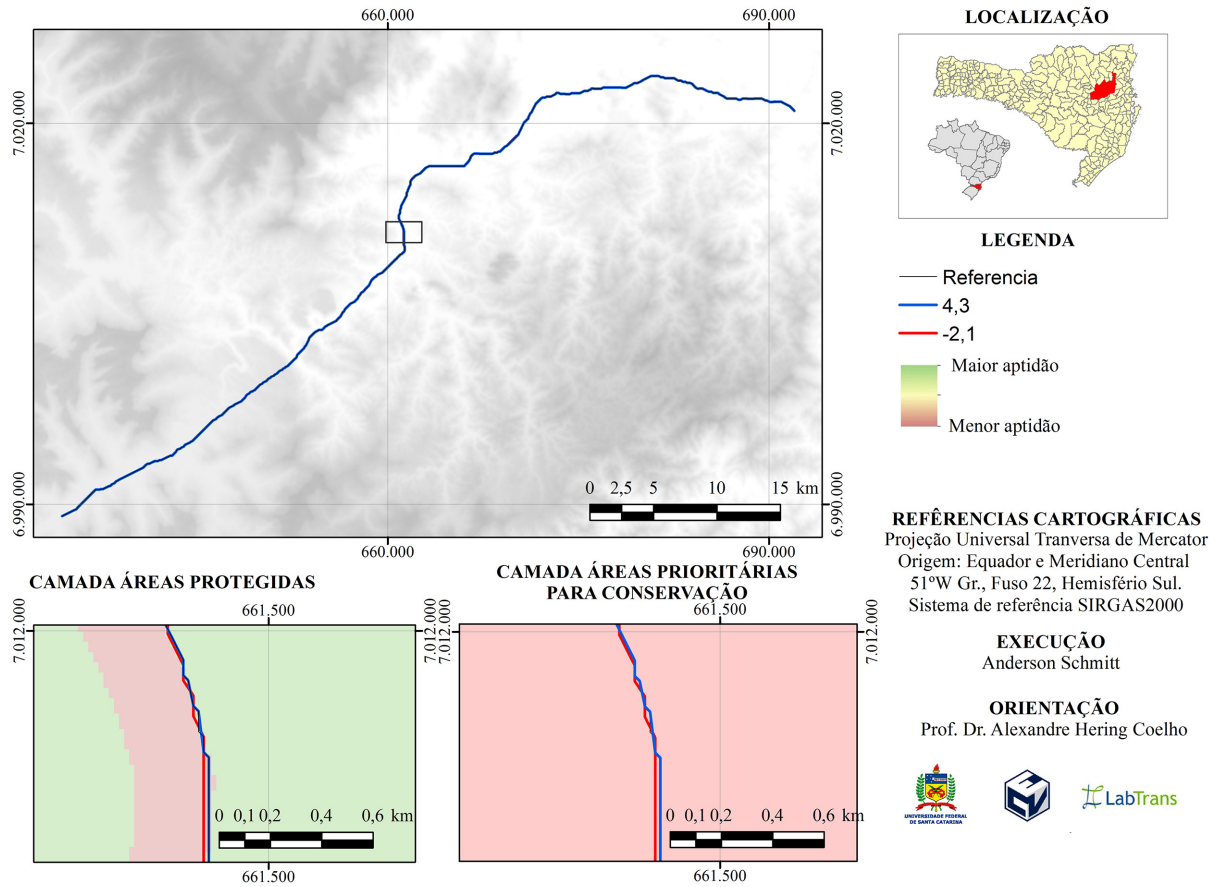 660.000
690.000
7.020.000
7.020.000
6.990.000
6.990.000
0 2,5 5 10 15 km
660.000
690.000
LOCALIZAÇÃO
LEGENDA
Referencia
4,3
-2,1
Maior aptidão
Menor aptidão
REFÊRENCIAS CARTOGRÁFICAS
Projeção Universal Tranversa de Mercator
Origem: Equador e Meridiano Central
51ºW Gr., Fuso 22, Hemisfério Sul.
Sistema de referência SIRGAS2000
EXECUÇÃO
Anderson Schmitt
ORIENTAÇÃO
Prof. Dr. Alexandre Hering Coelho
UNIVERSIDADE FEDERAL
DE SANTA CATARINA
LabTrans
CAMADA ÁREAS PROTEGIDAS
661.500
7.012.000
7.012.000
0 0,1 0,2 0,4 0,6 km
661.500
CAMADA ÁREAS PRIORITÁRIAS
PARA CONSERVAÇÃO
661.500
7.012.000
0 0,1 0,2 0,4 0,6 km
661.500